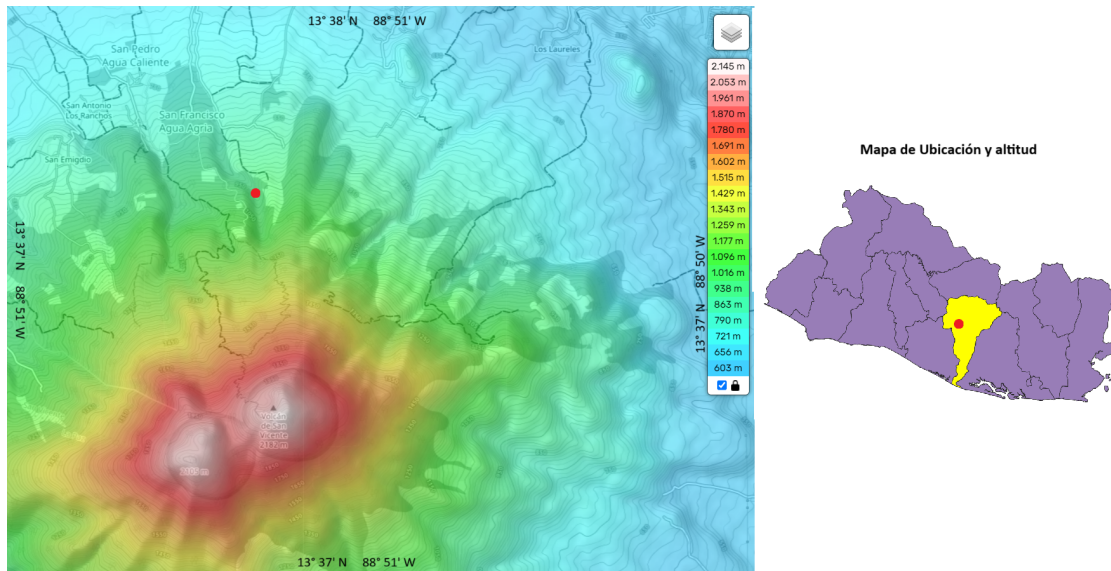 13° 38' N 88° 51' W
San Pedro
Agua Caliente
Los Laureles
San Antonio
Los Ranchos
San Francisco
Agua Agria
San Emigdio
13° 37' N 88° 51' W
Volcán
de San
Vicente
2182 m
13° 37' N 88° 51' W
13° 37' N 88° 50' W
2.145 m
2.053 m
1.961 m
1.870 m
1.780 m
1.691 m
1.602 m
1.515 m
1.429 m
1.343 m
1.259 m
1.177 m
1.096 m
1.016 m
938 m
863 m
790 m
721 m
656 m
603 m
Mapa de Ubicación y altitud